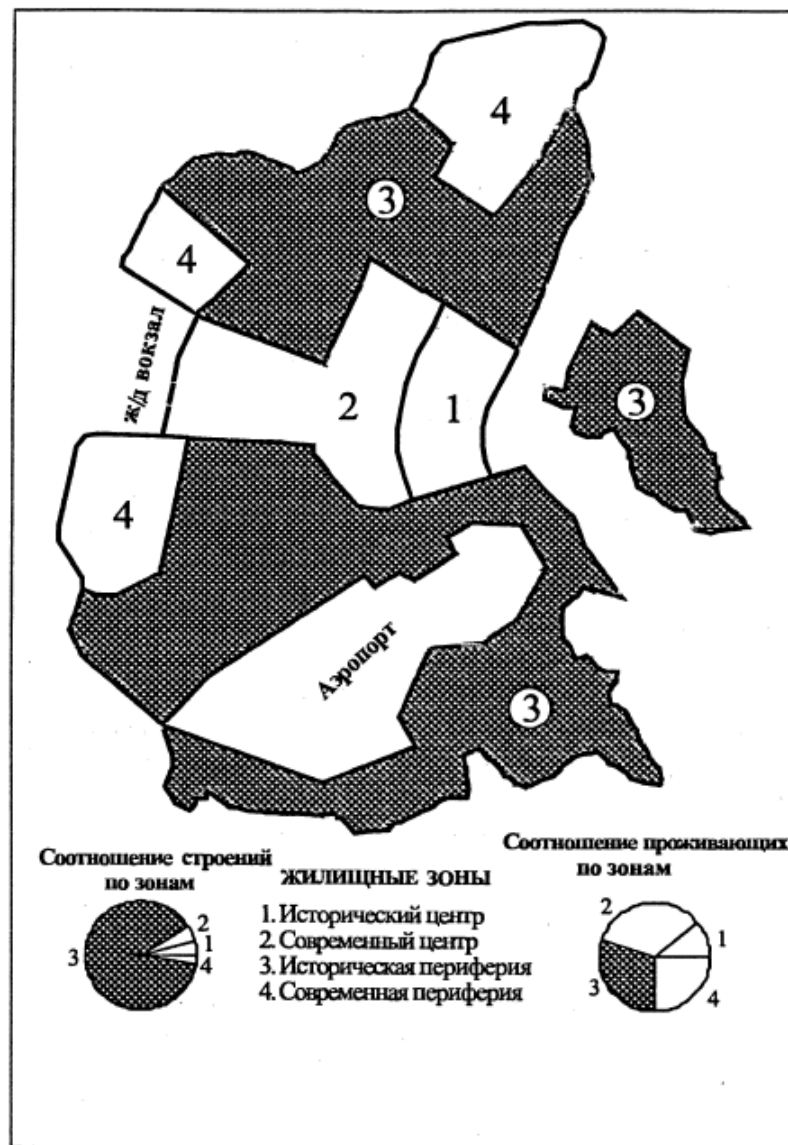 4
3
4
ж/д вокзал
2
1
3
4
Аэропорт
3
Соотношение строений
по зонам
3
2
1
4
ЖИЛИЩНЫЕ ЗОНЫ
1. Исторический центр
2. Современный центр
3. Историческая периферия
4. Современная периферия
Соотношение проживающих
по зонам
2
1
3
4